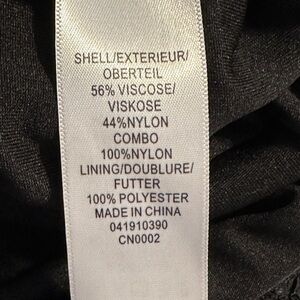 SHELL/EXTERIEUR/
OBERTEIL
56% VISCOSE/
VISKOSE
44%NYLON
COMBO
100%NYLON
LINING/DOUBLURE/
FUTTER
100% POLYESTER
MADE IN CHINA
041910390
CN0002